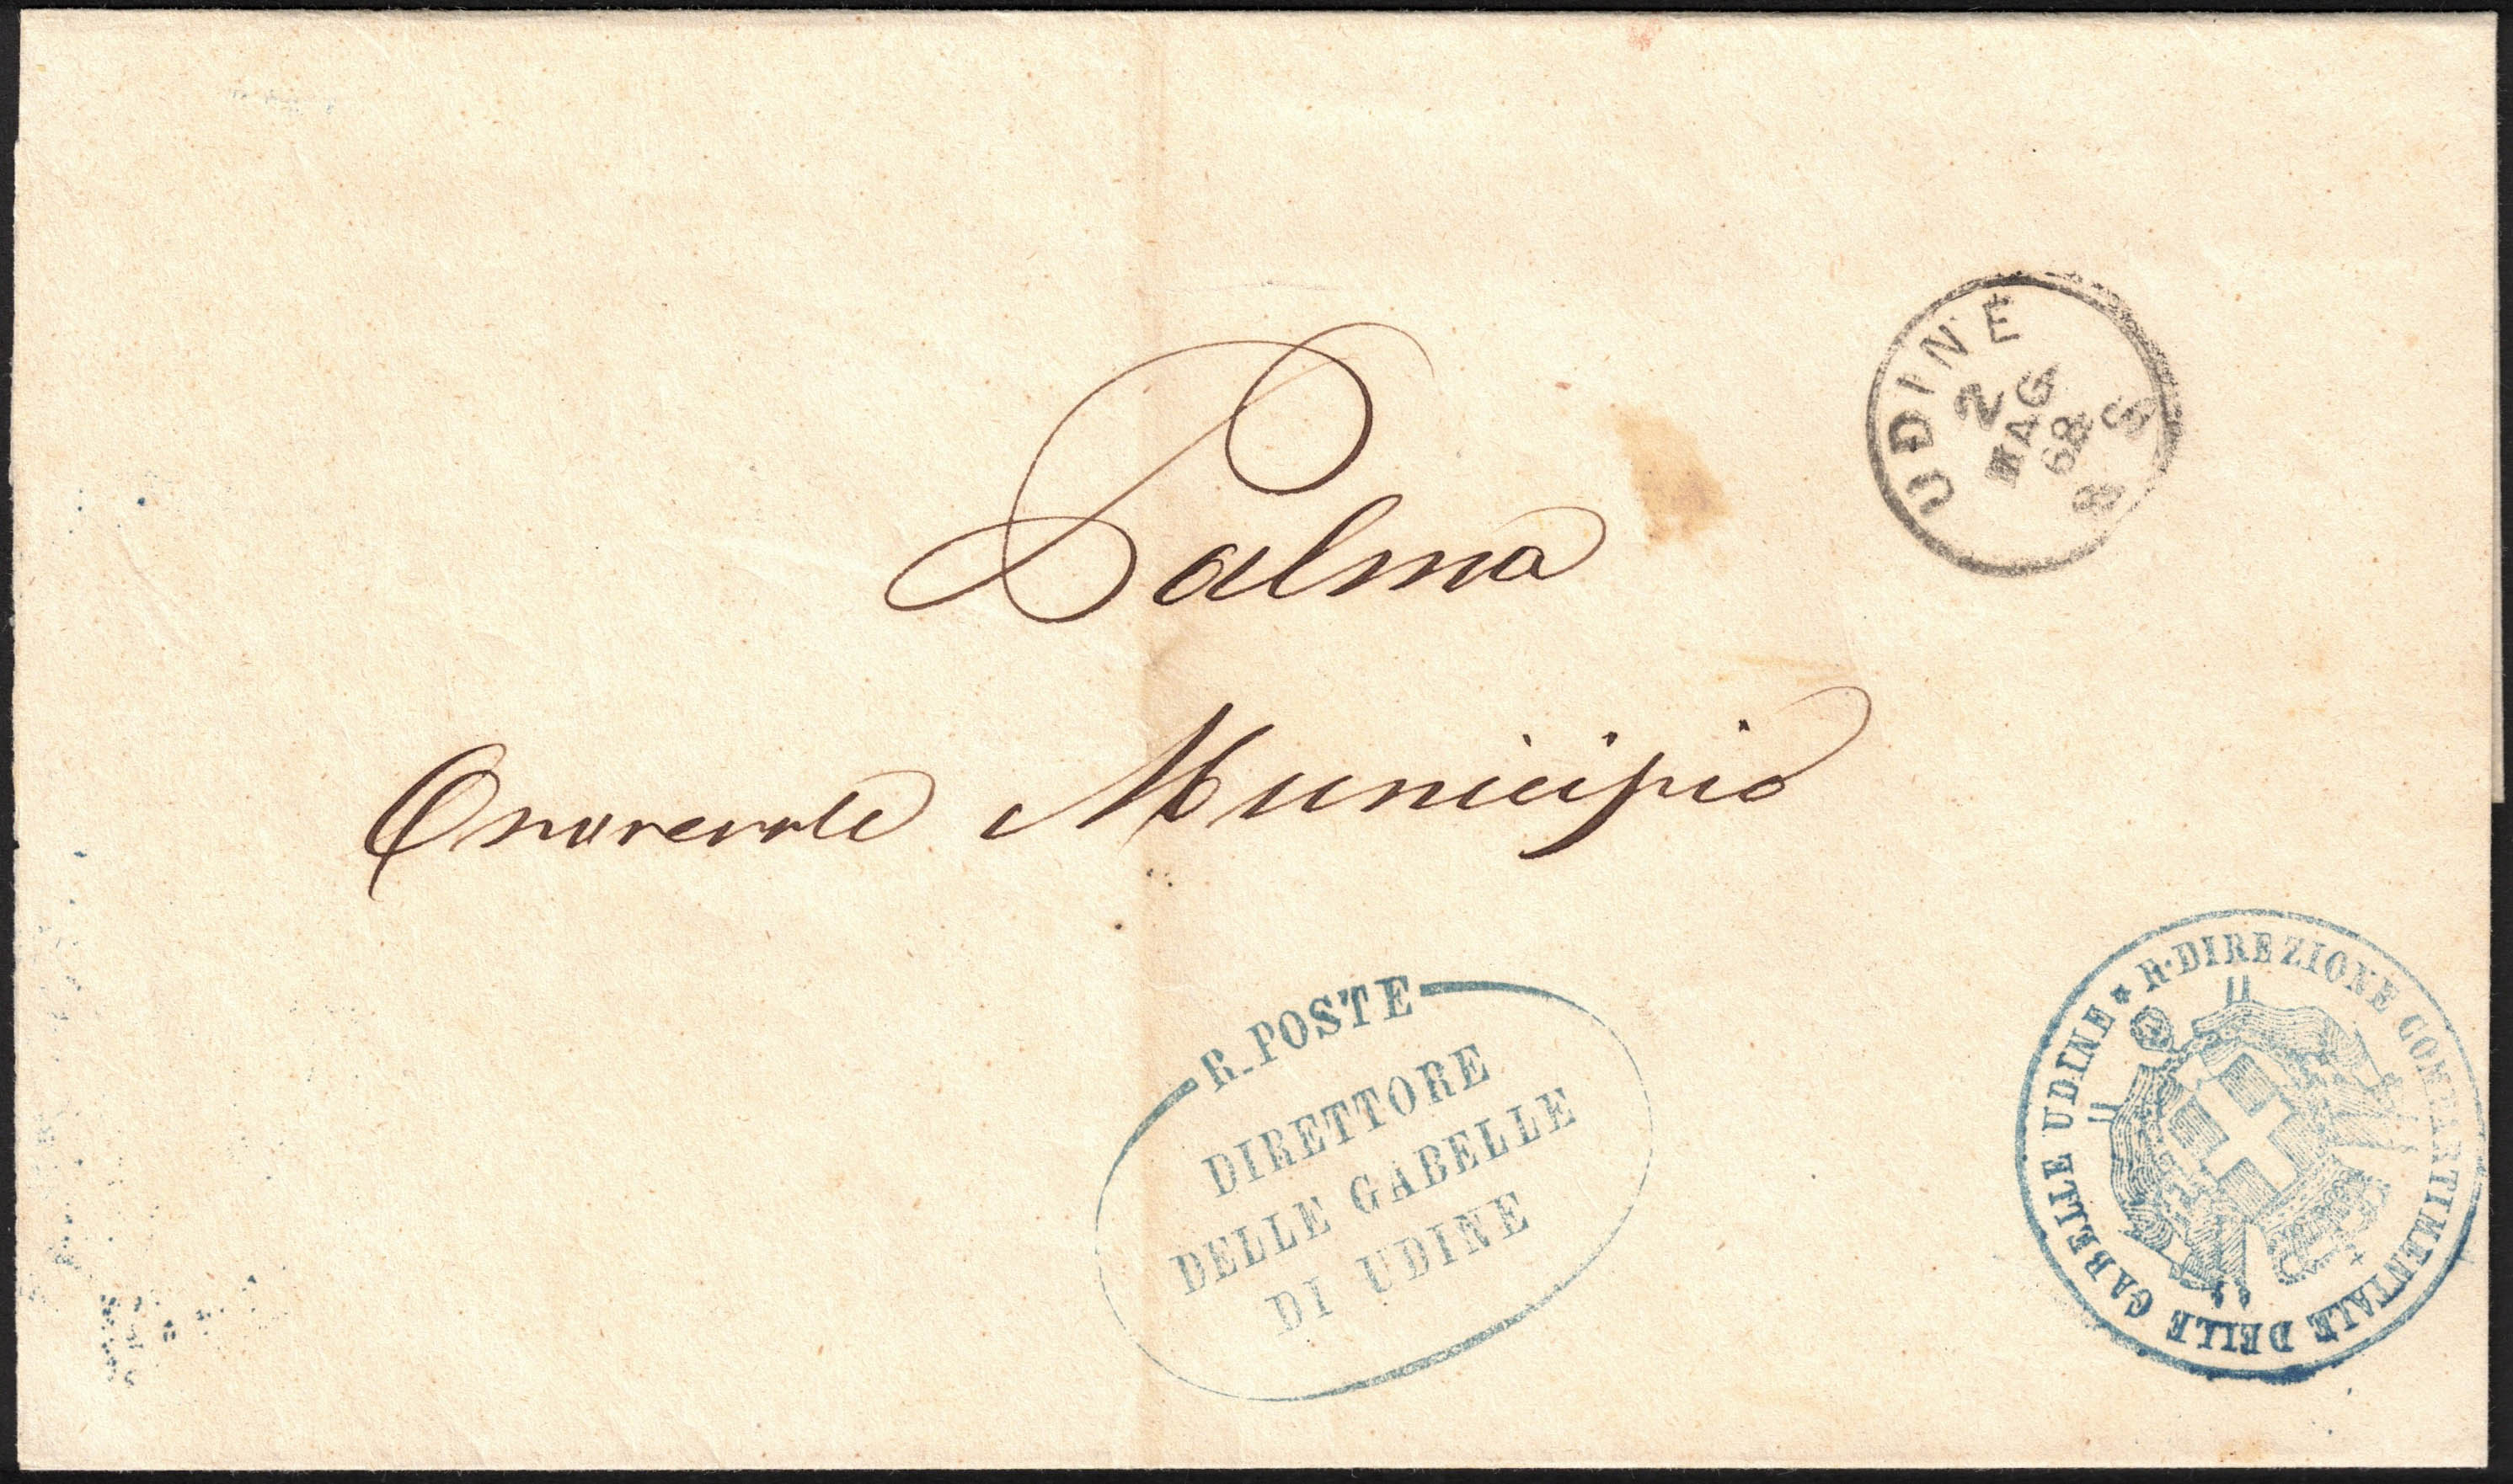 UDINE
2
MAG
68
8 S
Palma
Onorevole Municipio
R. POSTE
DIRETTORE
DELLE GABELLE
DI UDINE
★ R. DIREZIONE COMPARTIMENTALE DELLE GABELLE UDINE